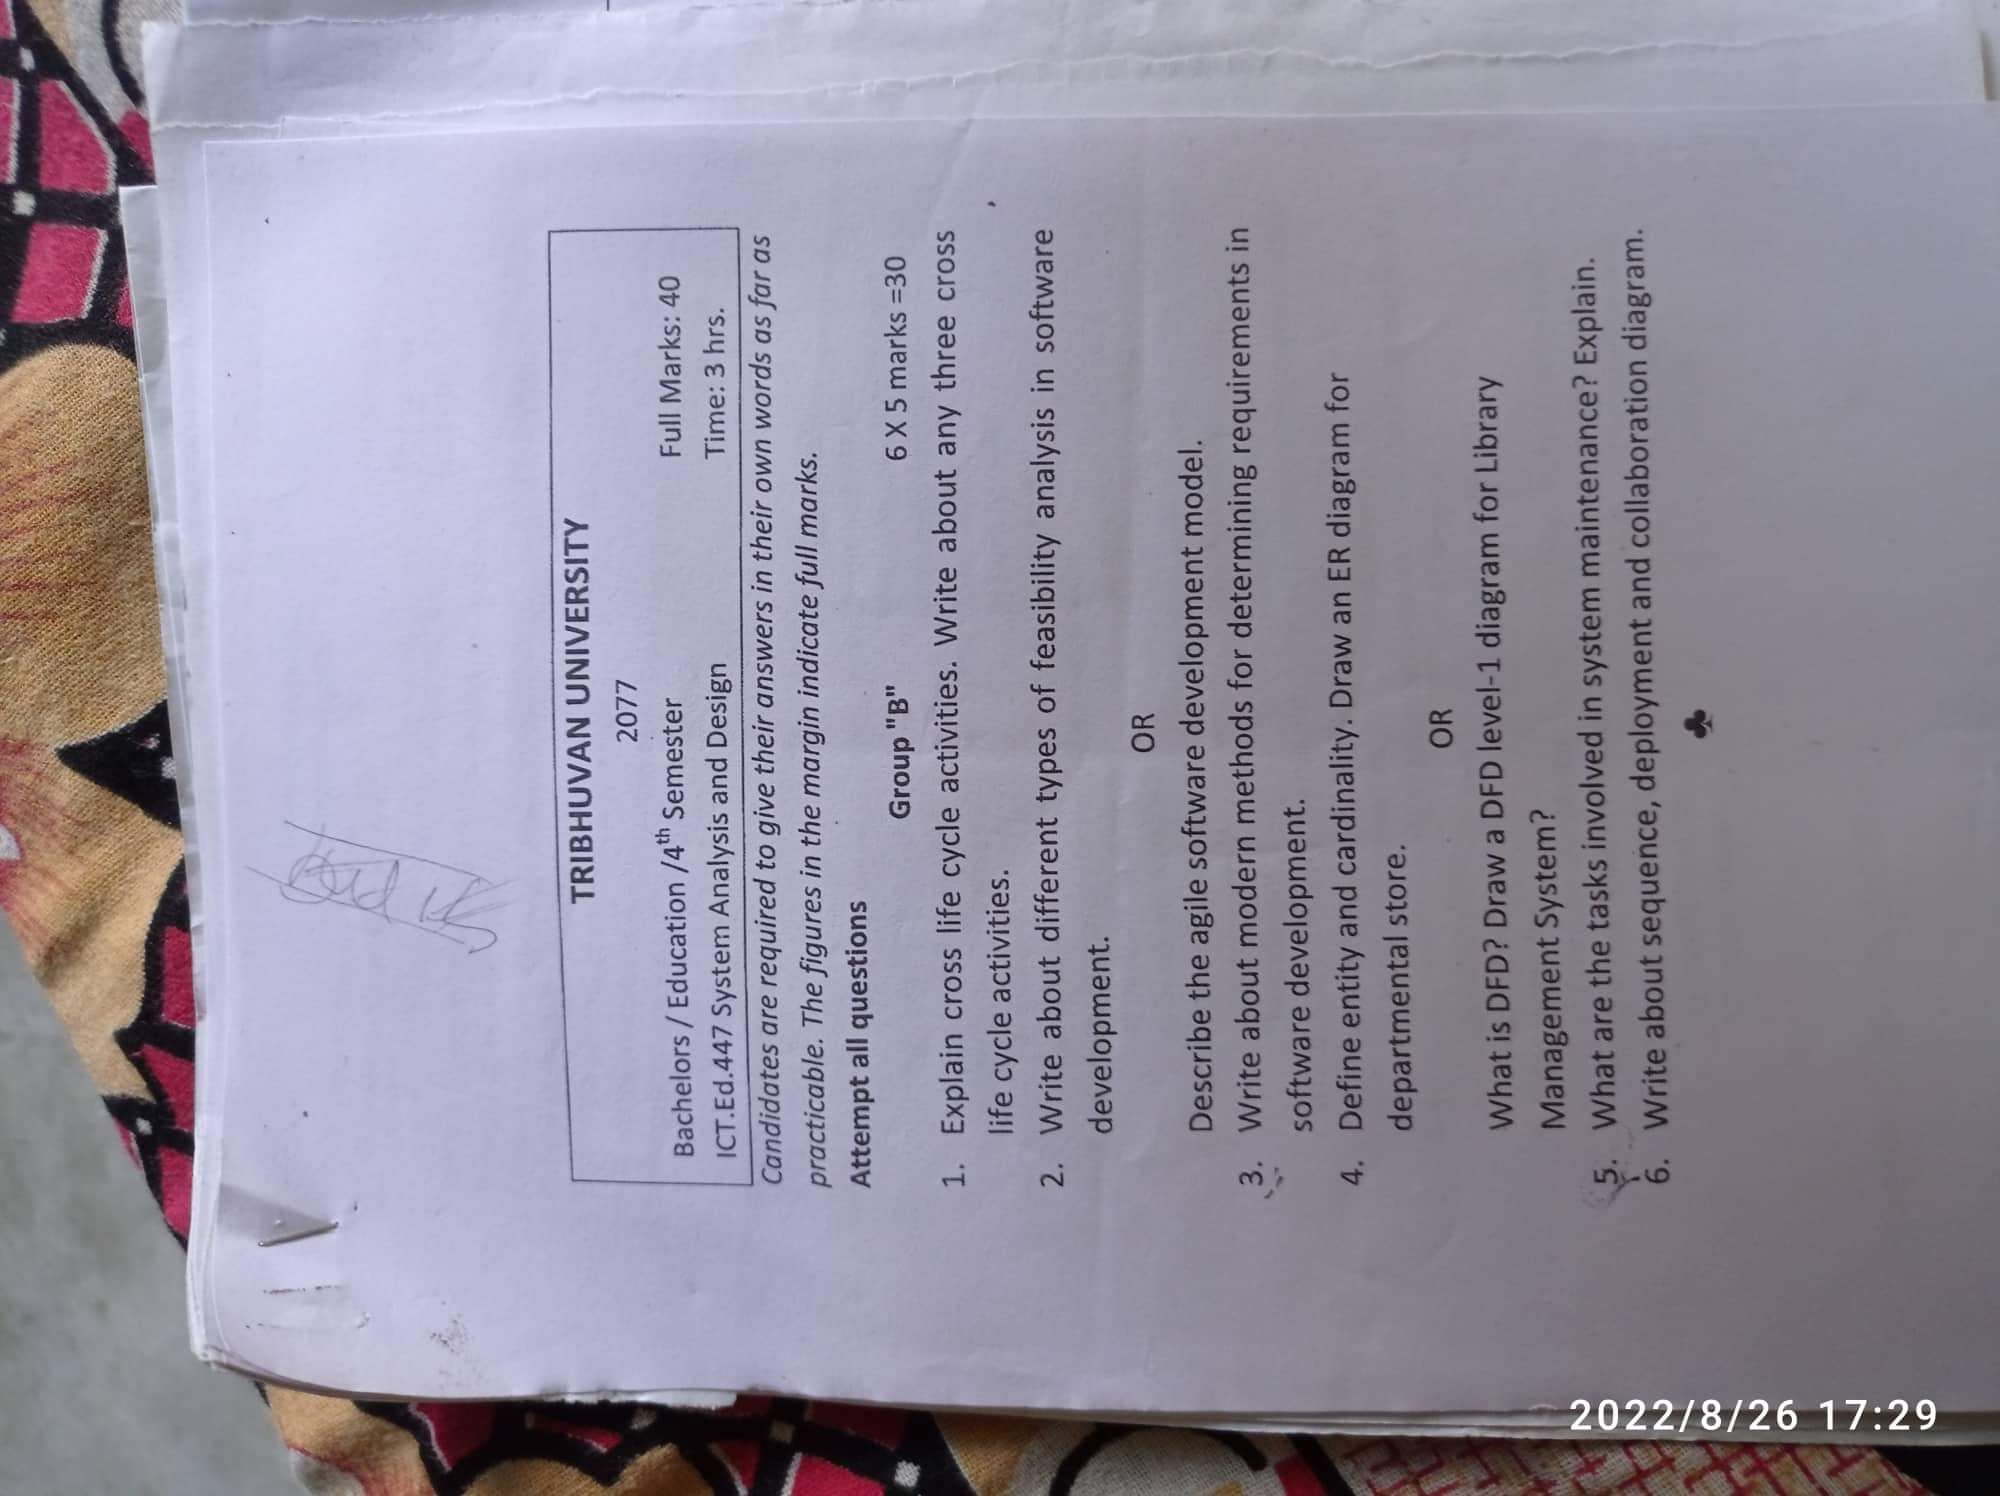 TRIBHUVAN UNIVERSITY
2077
Bachelors / Education /4th Semester Full Marks: 40
ICT.Ed.447 System Analysis and Design Time: 3 hrs.
Candidates are required to give their answers in their own words as far as
practicable. The figures in the margin indicate full marks.
Attempt all questions
Group "B" 6 X 5 marks =30
1. Explain cross life cycle activities. Write about any three cross
life cycle activities.
2. Write about different types of feasibility analysis in software
development.
OR
Describe the agile software development model.
3. Write about modern methods for determining requirements in
software development.
4. Define entity and cardinality. Draw an ER diagram for
departmental store.
OR
What is DFD? Draw a DFD level-1 diagram for Library
Management System?
5. What are the tasks involved in system maintenance? Explain.
6. Write about sequence, deployment and collaboration diagram.
♣
2022/8/26 17:29